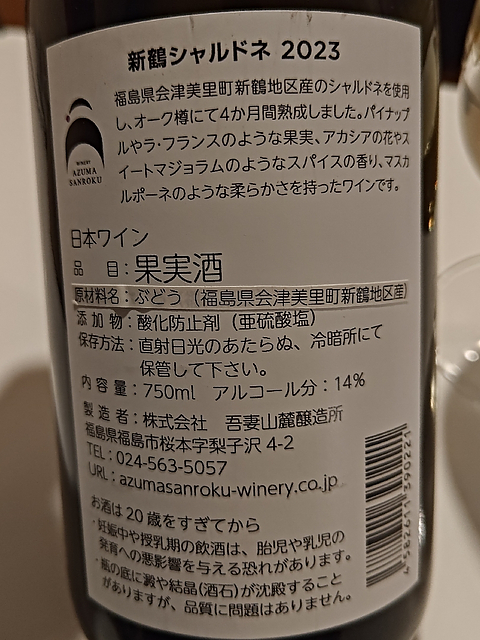 新鶴シャルドネ 2023
福島県会津美里町新鶴地区産のシャルドネを使用
し、オーク樽にて4か月間熟成しました。パイナップ
ルやラ・フランスのような果実、アカシアの花やス
イートマジョラムのようなスパイスの香り、マスカ
ルポーネのような柔らかさを持ったワインです。
WINERY
AZUMA
SANROKU
日本ワイン
品 目:果実酒
原材料名:ぶどう(福島県会津美里町新鶴地区産)
添加物:酸化防止剤(亜硫酸塩)
保存方法:直射日光のあたらぬ、冷暗所にて
保管して下さい。
内容量:750ml アルコール分:14%
製造者:株式会社 吾妻山麓醸造所
福島県福島市桜本字梨子沢 4-2
TEL:024-563-5057
URL:azumasanroku-winery.co.jp
お酒は20歳をすぎてから
・妊娠中や授乳期の飲酒は、胎児や乳児の
発育への悪影響を与える恐れがあります。
・瓶の底に澱や結晶(酒石)が沈殿すること
がありますが、品質に問題はありません。
4582611390221